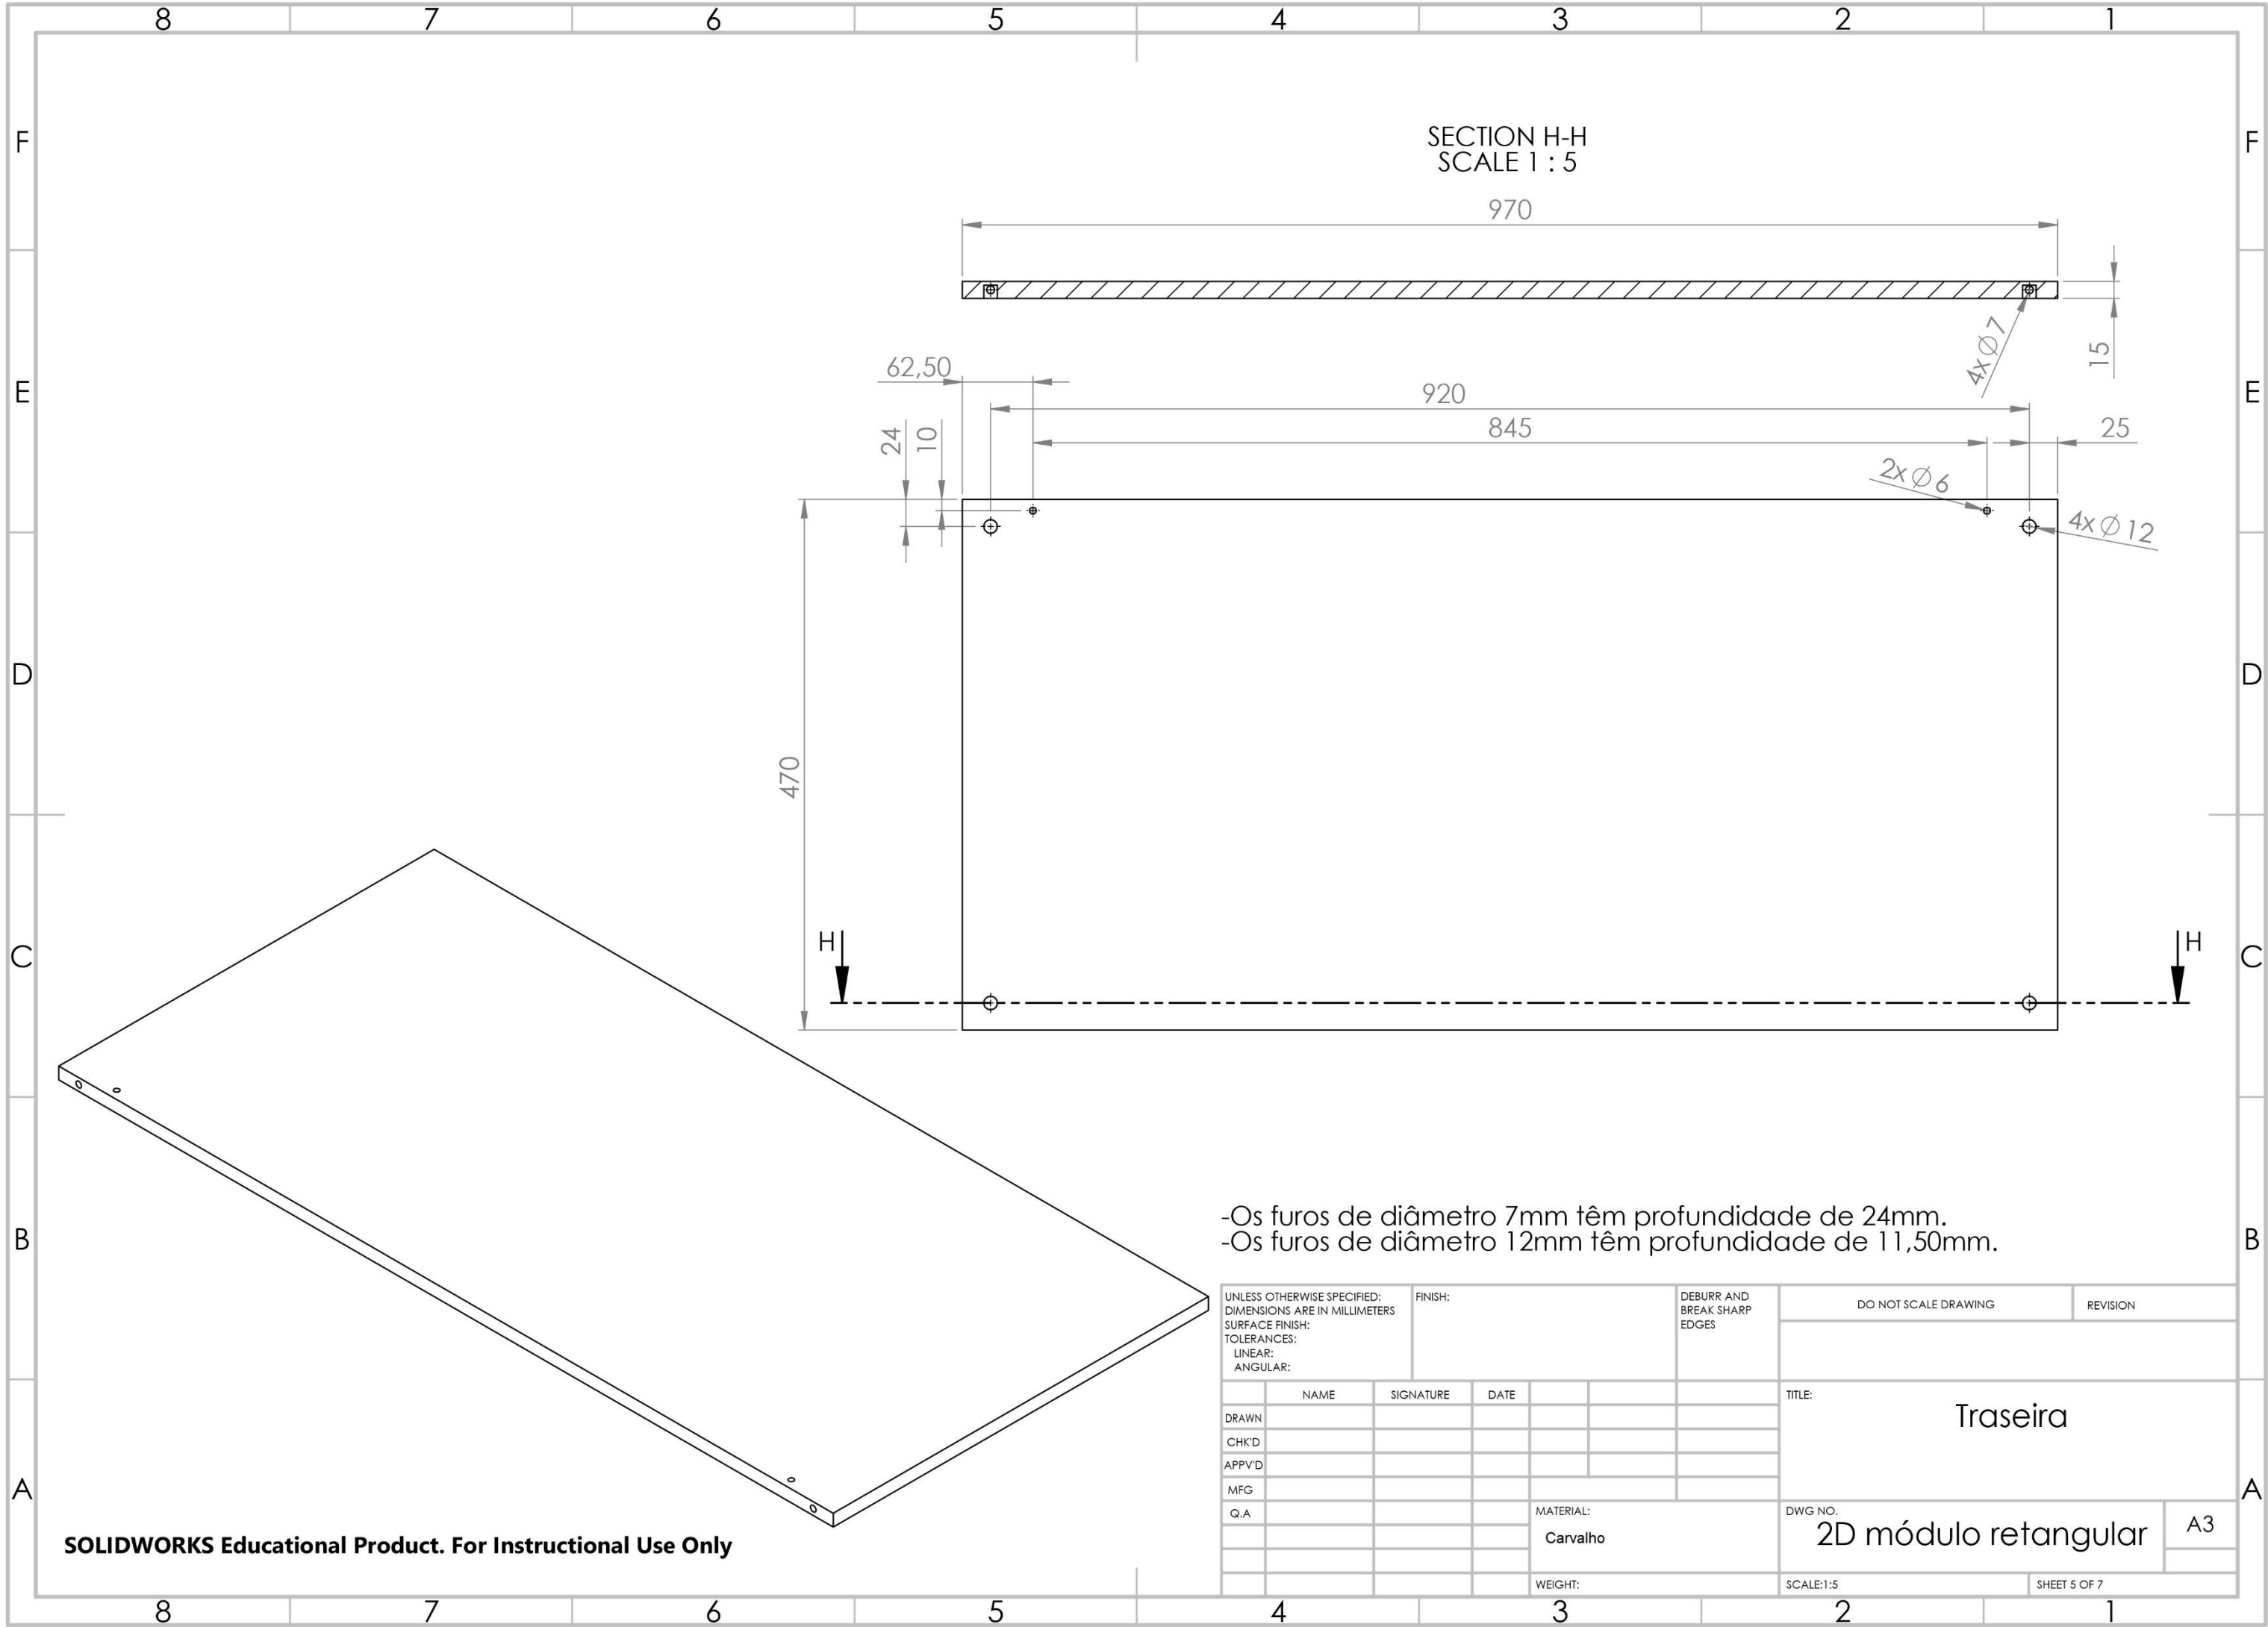 8 7 6 5 4 3 2 1
F F
SECTION H-H
SCALE 1 : 5
970
4x∅7
15
E E
62,50
920
24
10
845
25
2x∅6
4x∅12
D D
470
H H
C C
-Os furos de diâmetro 7mm têm profundidade de 24mm.
-Os furos de diâmetro 12mm têm profundidade de 11,50mm.
B B
UNLESS OTHERWISE SPECIFIED:
DIMENSIONS ARE IN MILLIMETERS
SURFACE FINISH:
TOLERANCES:
LINEAR:
ANGULAR:
FINISH:
DEBURR AND
BREAK SHARP
EDGES
DO NOT SCALE DRAWING
REVISION
NAME SIGNATURE DATE
DRAWN
CHK'D
APPV'D
MFG
Q.A
TITLE:
Traseira
A A
MATERIAL:
Carvalho
DWG NO.
2D módulo retangular
A3
WEIGHT:
SCALE:1:5
SHEET 5 OF 7
SOLIDWORKS Educational Product. For Instructional Use Only
8 7 6 5 4 3 2 1